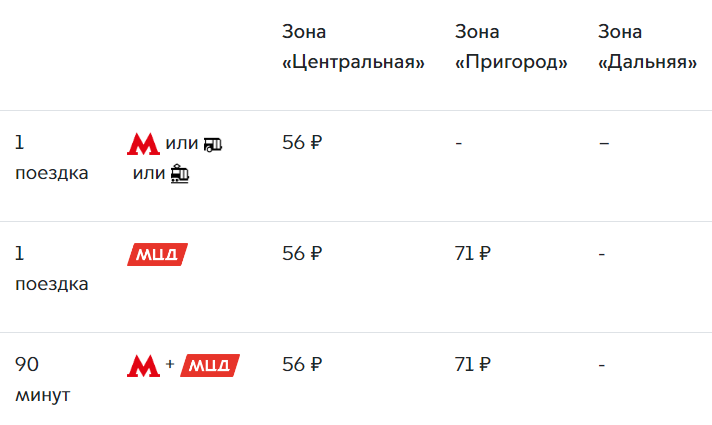 Зона «Центральная»
Зона «Пригород»
Зона «Дальняя»
1 поездка
М или
или
56 ₽
-
–
1 поездка
МЦД
56 ₽
71 ₽
-
90 минут
М + МЦД
56 ₽
71 ₽
-